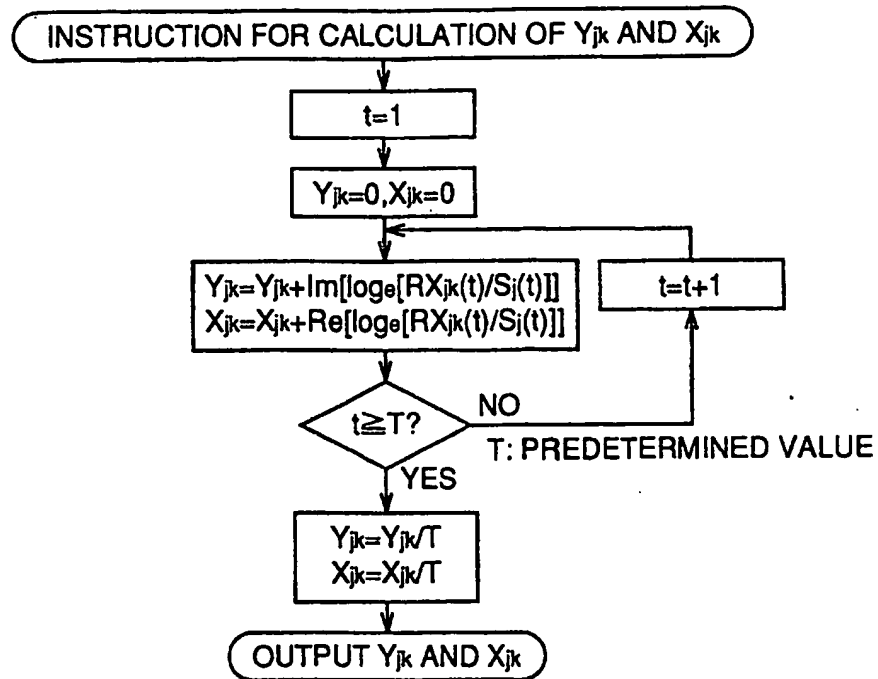 INSTRUCTION FOR CALCULATION OF Yjk AND Xjk
t=1
Yjk=0,Xjk=0
Yjk=Yjk+Im[loge[RXjk(t)/Sj(t)]]
Xjk=Xjk+Re[loge[RXjk(t)/Sj(t)]]
t=t+1
t≧T?
NO
T: PREDETERMINED VALUE
YES
Yjk=Yjk/T
Xjk=Xjk/T
OUTPUT Yjk AND Xjk